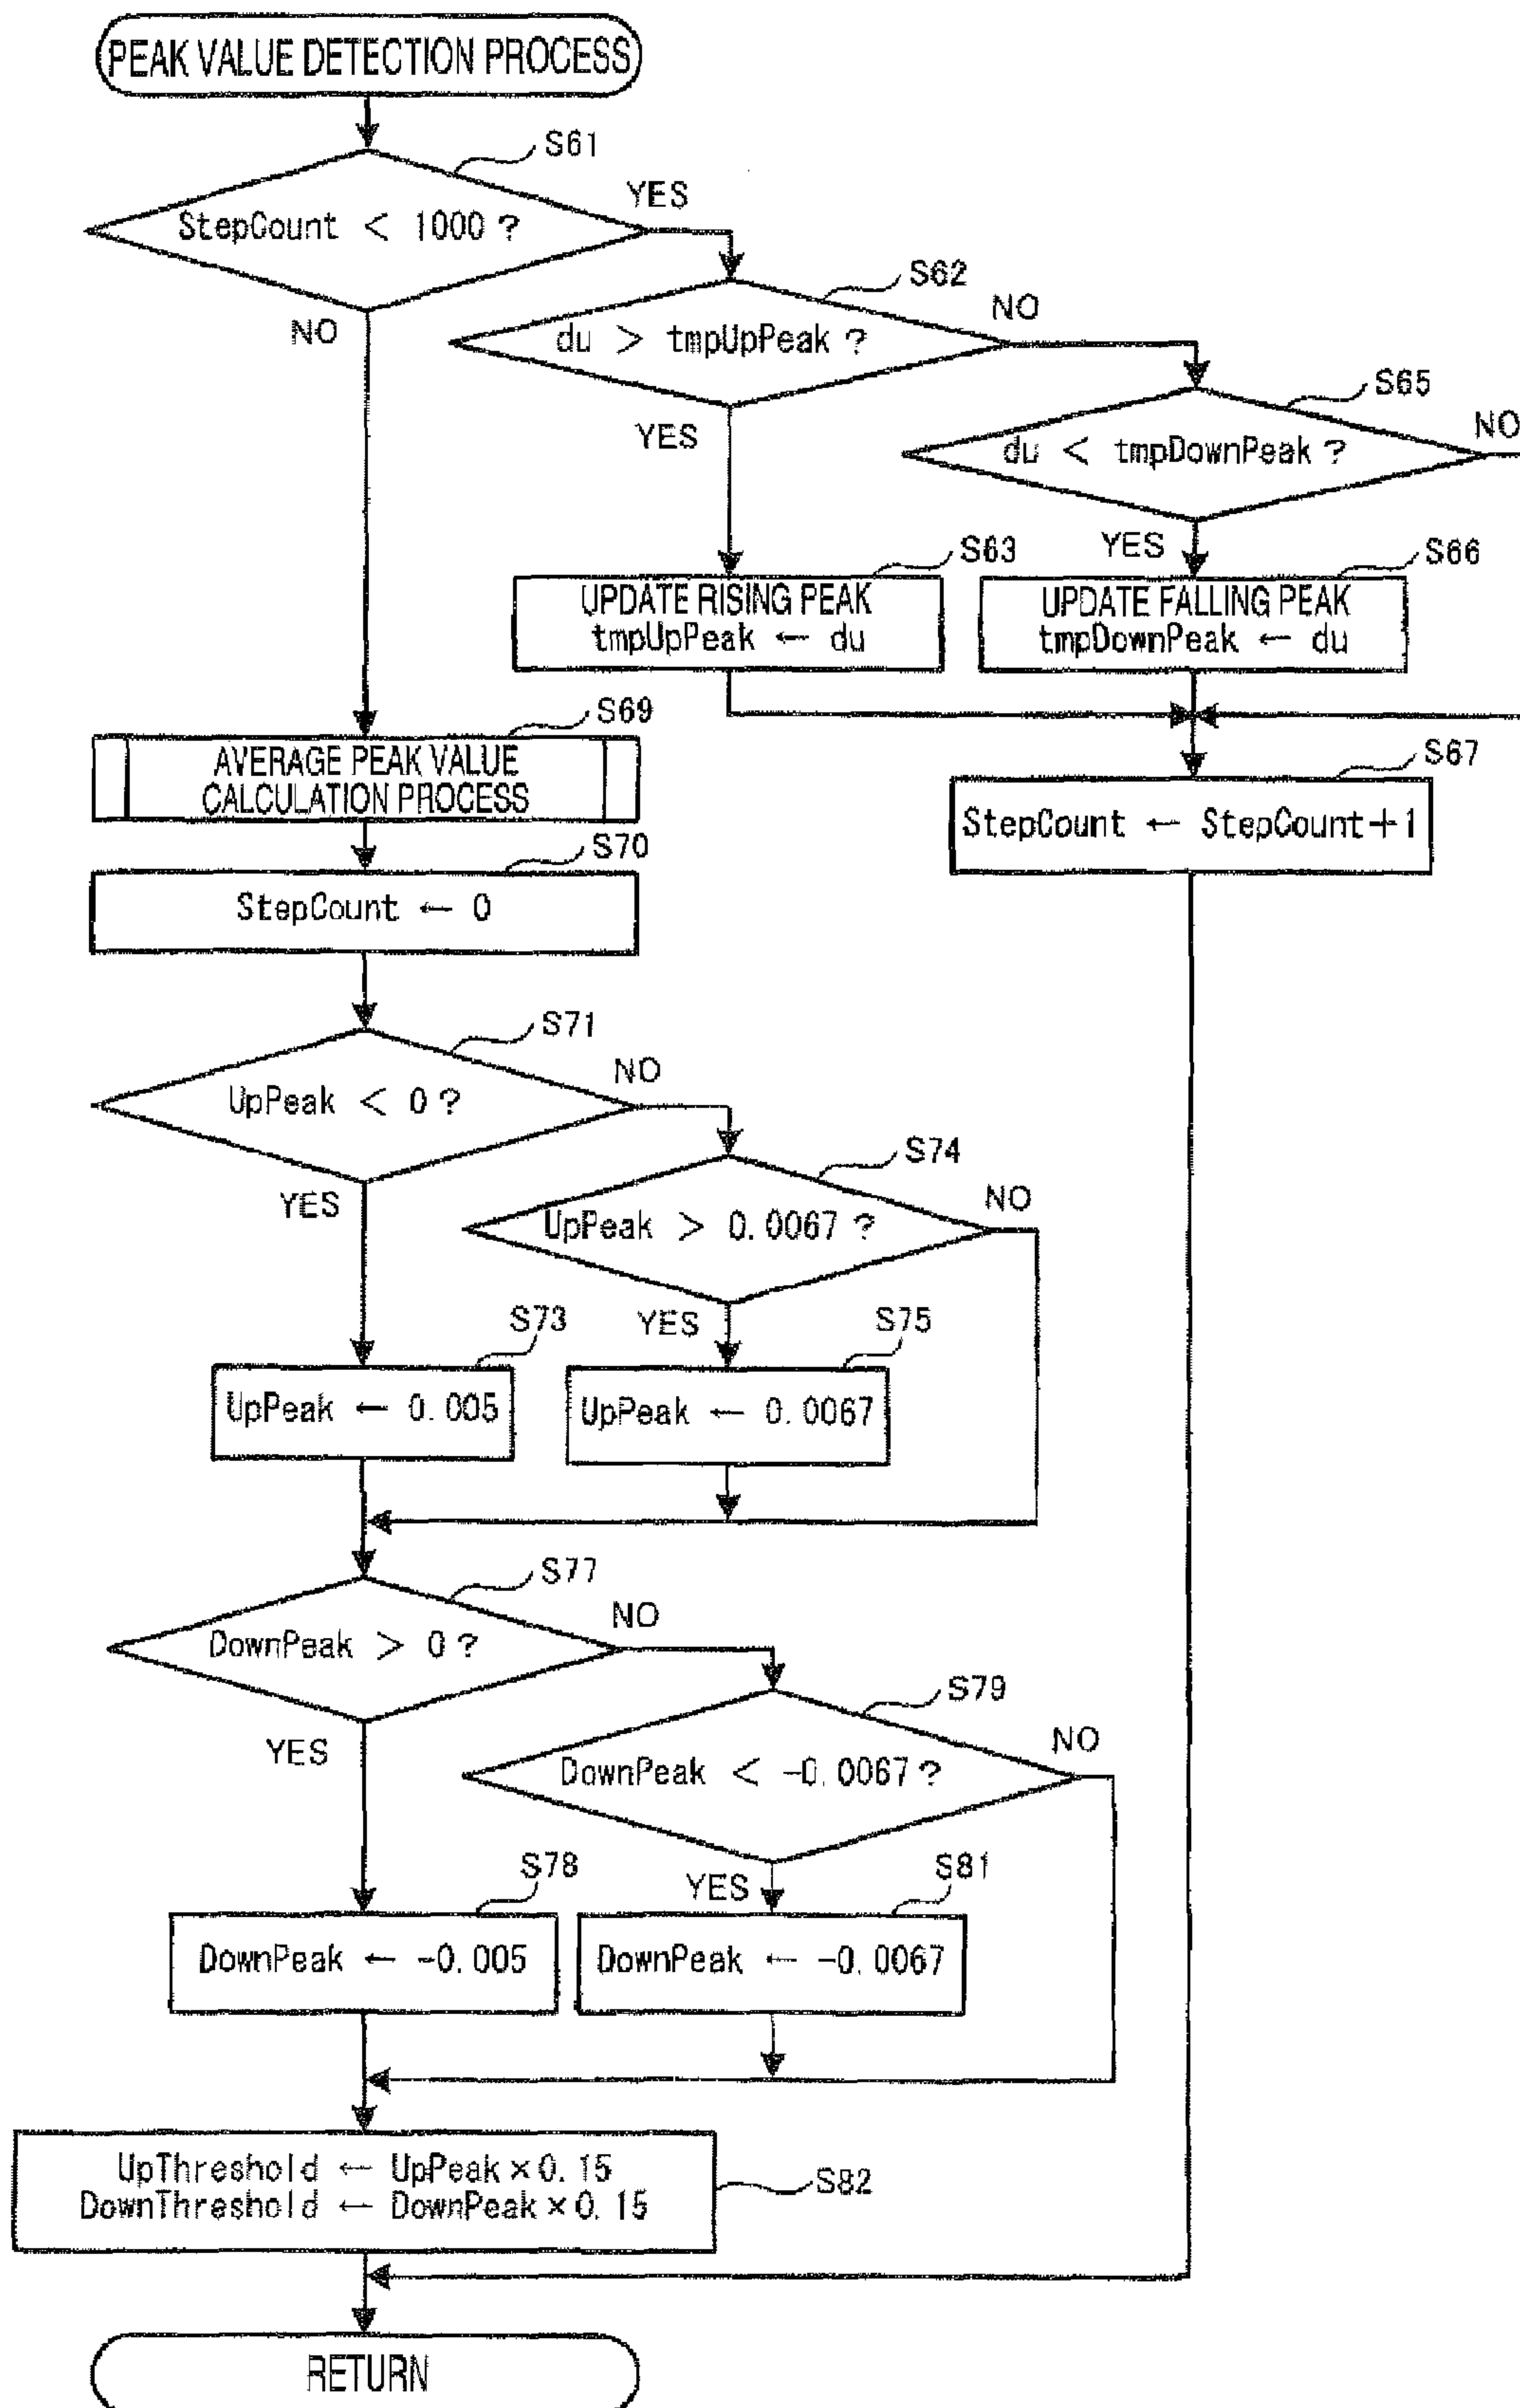 PEAK VALUE DETECTION PROCESS
S61
StepCount < 1000 ?
YES
NO
S62
du > tmpUpPeak ?
NO
YES
S65
du < tmpDownPeak ?
NO
YES
S63
UPDATE RISING PEAK
tmpUpPeak ← du
S66
UPDATE FALLING PEAK
tmpDownPeak ← du
S69
AVERAGE PEAK VALUE
CALCULATION PROCESS
S67
StepCount ← StepCount+1
S70
StepCount ← 0
S71
UpPeak < 0 ?
NO
YES
S74
UpPeak > 0.0067 ?
NO
YES
S73
UpPeak ← 0.005
S75
UpPeak ← 0.0067
S77
DownPeak > 0 ?
NO
YES
S79
DownPeak < -0.0067 ?
NO
YES
S78
DownPeak ← -0.005
S81
DownPeak ← -0.0067
UpThreshold ← UpPeak × 0.15
DownThreshold ← DownPeak × 0.15
S82
RETURN